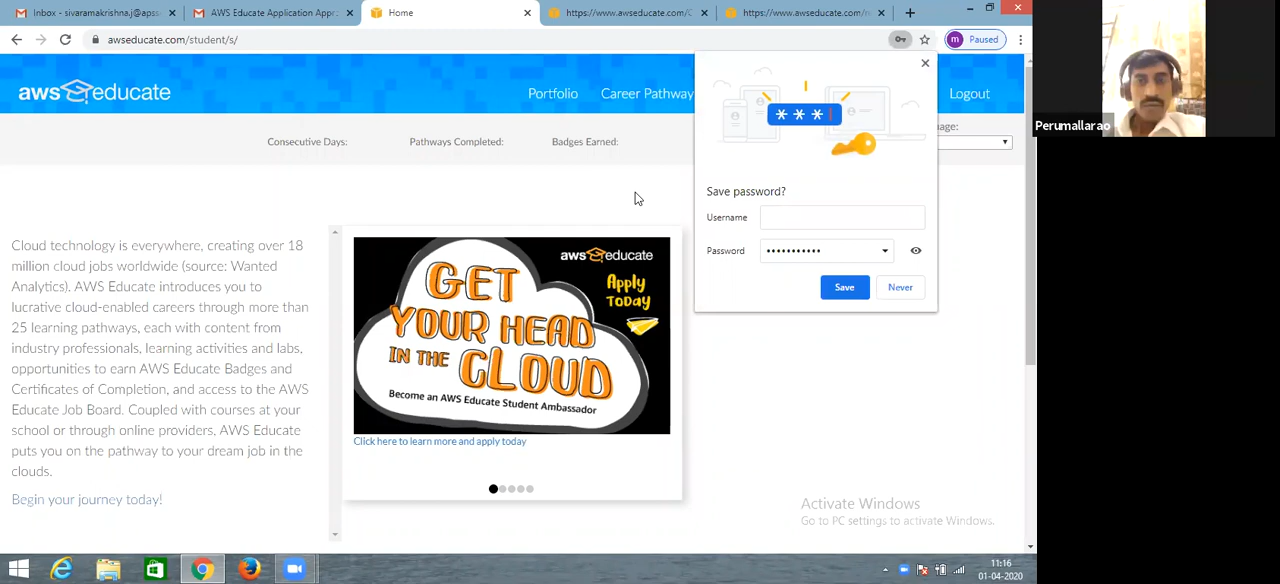 Inbox - sivaramakrishna.j@apss
AWS Educate Application Appr
Home
https://www.awseducate.com/
https://www.awseducate.com/
awseducate.com/student/s/
m Paused
aws educate
Portfolio
Career Pathway
Logout
Consecutive Days:
Pathways Completed:
Badges Earned:
age:
Cloud technology is everywhere, creating over 18
million cloud jobs worldwide (source: Wanted
Analytics). AWS Educate introduces you to
lucrative cloud-enabled careers through more than
25 learning pathways, each with content from
industry professionals, learning activities and labs,
opportunities to earn AWS Educate Badges and
Certificates of Completion, and access to the AWS
Educate Job Board. Coupled with courses at your
school or through online providers, AWS Educate
puts you on the pathway to your dream job in the
clouds.
Begin your journey today!
aws educate
GET
YOUR HEAD
IN THE CLOUD
Apply
Today
Become an AWS Educate Student Ambassador
Click here to learn more and apply today
***
Save password?
Username
Password •••••••••••
Save
Never
Activate Windows
Go to PC settings to activate Windows.
11:16
01-04-2020
Perumallarao